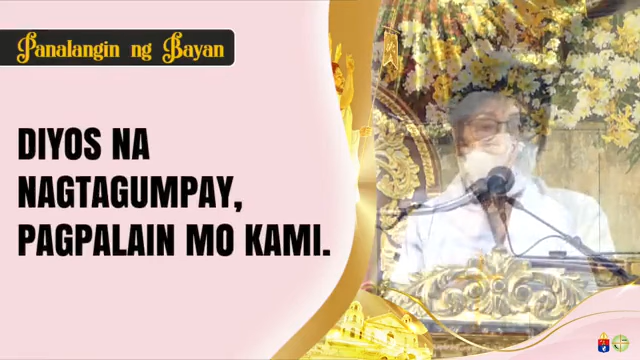 Panalangin ng Bayan
DIYOS NA
NAGTAGUMPAY,
PAGPALAIN MO KAMI.